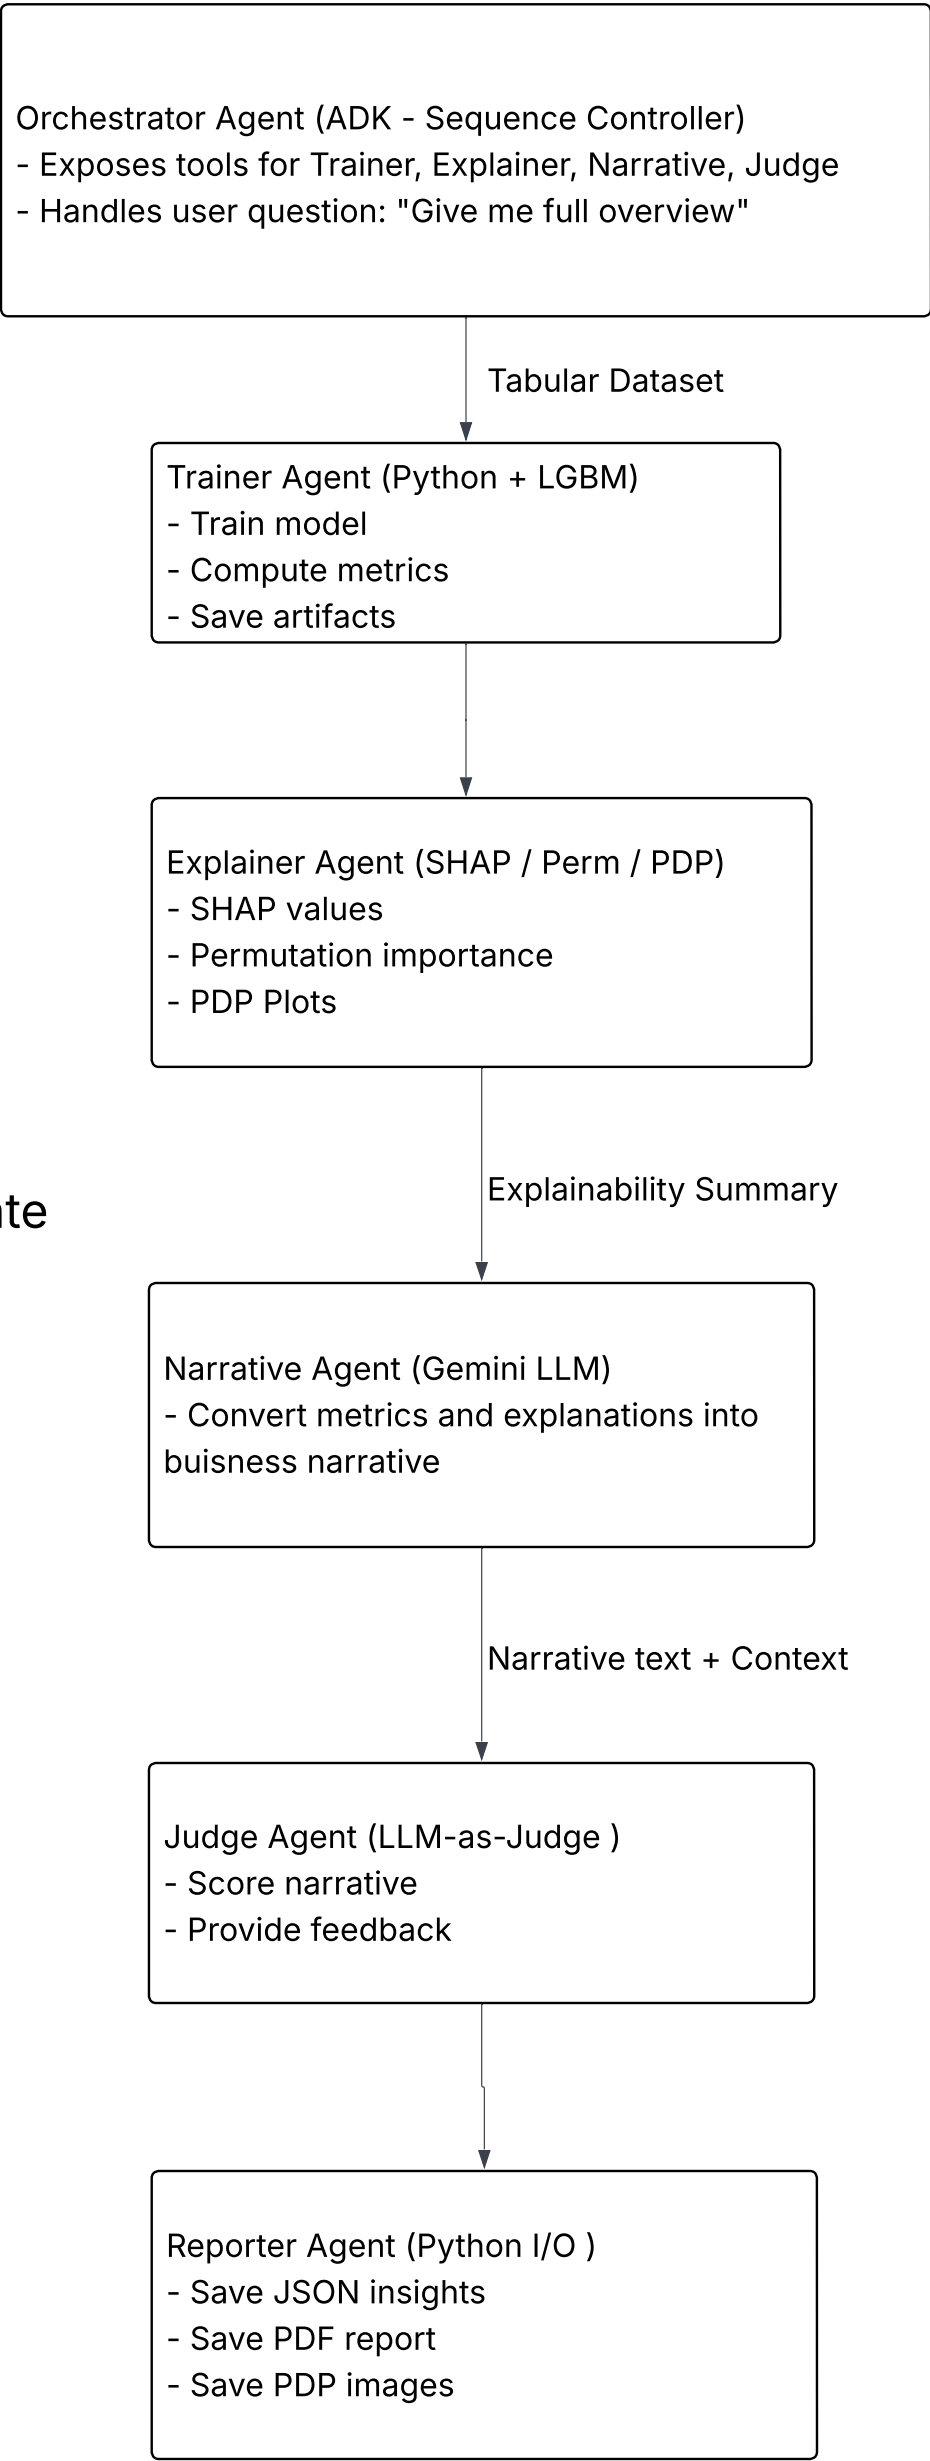 Orchestrator Agent (ADK - Sequence Controller)
- Exposes tools for Trainer, Explainer, Narrative, Judge
- Handles user question: "Give me full overview"
Tabular Dataset
Trainer Agent (Python + LGBM)
- Train model
- Compute metrics
- Save artifacts
Explainer Agent (SHAP / Perm / PDP)
- SHAP values
- Permutation importance
- PDP Plots
Explainability Summary
Narrative Agent (Gemini LLM)
- Convert metrics and explanations into
buisness narrative
Narrative text + Context
Judge Agent (LLM-as-Judge )
- Score narrative
- Provide feedback
Reporter Agent (Python I/O )
- Save JSON insights
- Save PDF report
- Save PDP images